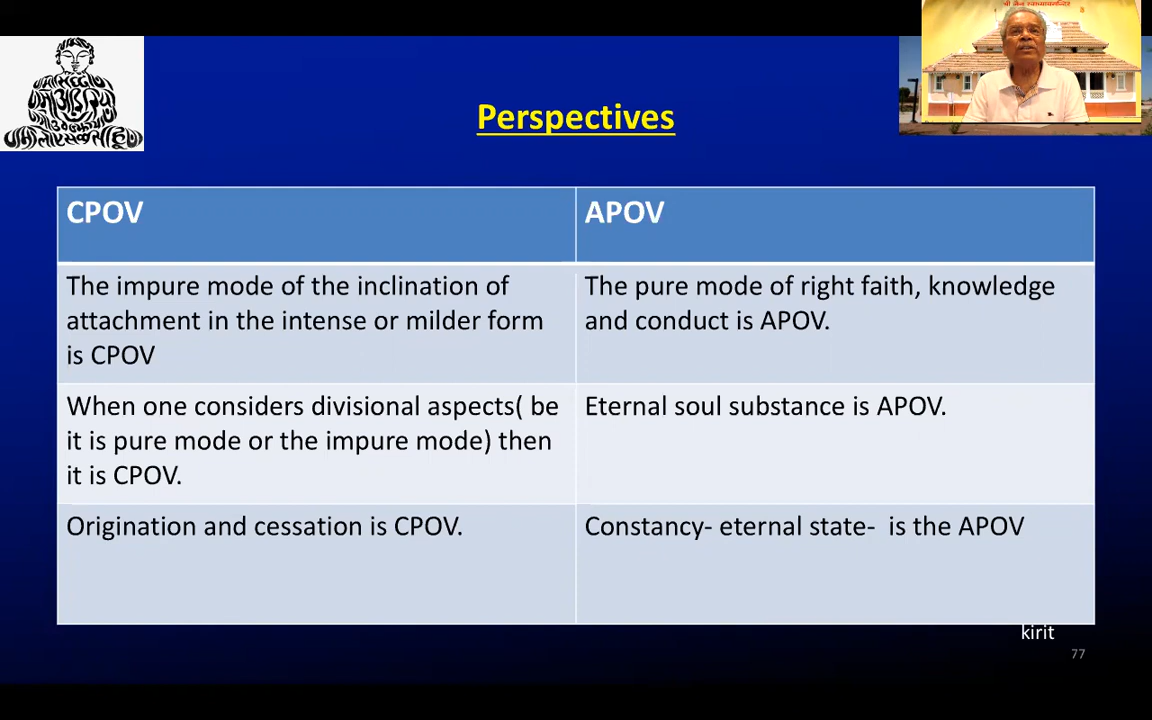 Perspectives
CPOV
APOV
The impure mode of the inclination of
attachment in the intense or milder form
is CPOV
The pure mode of right faith, knowledge
and conduct is APOV.
When one considers divisional aspects( be
it is pure mode or the impure mode) then
it is CPOV.
Eternal soul substance is APOV.
Origination and cessation is CPOV.
Constancy- eternal state-  is the APOV
kirit
77